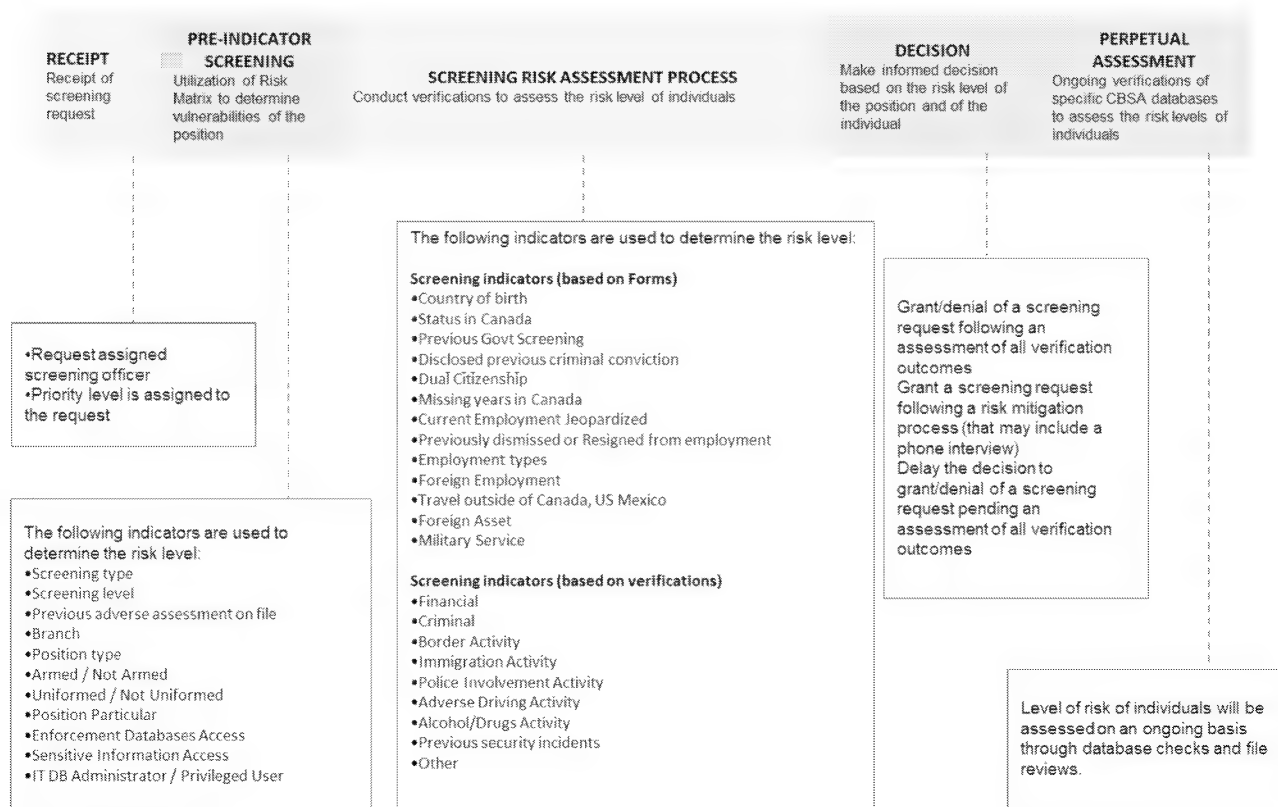 RECEIPT
Receipt of
screening
request
PRE-INDICATOR
SCREENING
Utilization of Risk
Matrix to determine
vulnerabilities of the
position
SCREENING RISK ASSESSMENT PROCESS
Conduct verifications to assess the risk level of individuals
DECISION
Make informed decision
based on the risk level of
the position and of the
individual
PERPETUAL
ASSESSMENT
Ongoing verifications of
specific CBSA databases
to assess the risk levels of
individuals
•Request assigned
screening officer
•Priority level is assigned to
the request
The following indicators are used to
determine the risk level:
•Screening type
•Screening level
•Previous adverse assessment on file
•Branch
•Position type
•Armed / Not Armed
•Uniformed / Not Uniformed
•Position Particular
•Enforcement Databases Access
•Sensitive Information Access
•IT DB Administrator / Privileged User
The following indicators are used to determine the risk level:
Screening indicators (based on Forms)
•Country of birth
•Status in Canada
•Previous Govt Screening
•Disclosed previous criminal conviction
•Dual Citizenship
•Missing years in Canada
•Current Employment Jeopardized
•Previously dismissed or Resigned from employment
•Employment types
•Foreign Employment
•Travel outside of Canada, US Mexico
•Foreign Asset
•Military Service
Screening indicators (based on verifications)
•Financial
•Criminal
•Border Activity
•Immigration Activity
•Police Involvement Activity
•Adverse Driving Activity
•Alcohol/Drugs Activity
•Previous security incidents
•Other
Grant/denial of a screening
request following an
assessment of all verification
outcomes
Grant a screening request
following a risk mitigation
process (that may include a
phone interview)
Delay the decision to
grant/denial of a screening
request pending an
assessment of all verification
outcomes
Level of risk of individuals will be
assessed on an ongoing basis
through database checks and file
reviews.